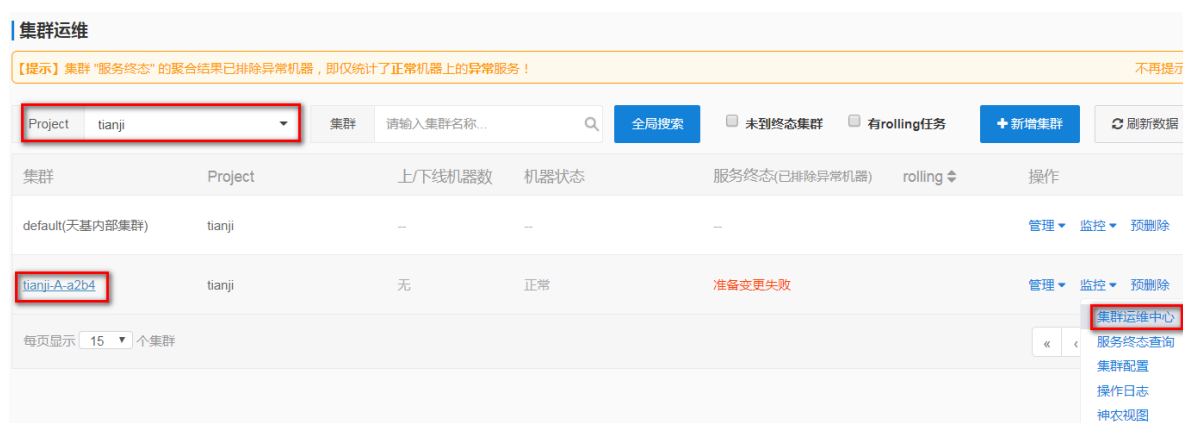 集群运维
【提示】集群 "服务终态" 的聚合结果已排除异常机器，即仅统计了正常机器上的异常服务！ 不再提示
Project tianji 集群 请输入集群名称... 全局搜索 未到终态集群 有rolling任务 +新增集群 刷新数据
集群 Project 上/下线机器数 机器状态 服务终态(已排除异常机器) rolling 操作
default(天基内部集群) tianji -- -- -- 管理 监控 预删除
tianji-A-a2b4 tianji 无 正常 准备变更失败 管理 监控 预删除
集群运维中心
每页显示 15 个集群 « ‹ 服务终态查询
集群配置
操作日志
神农视图